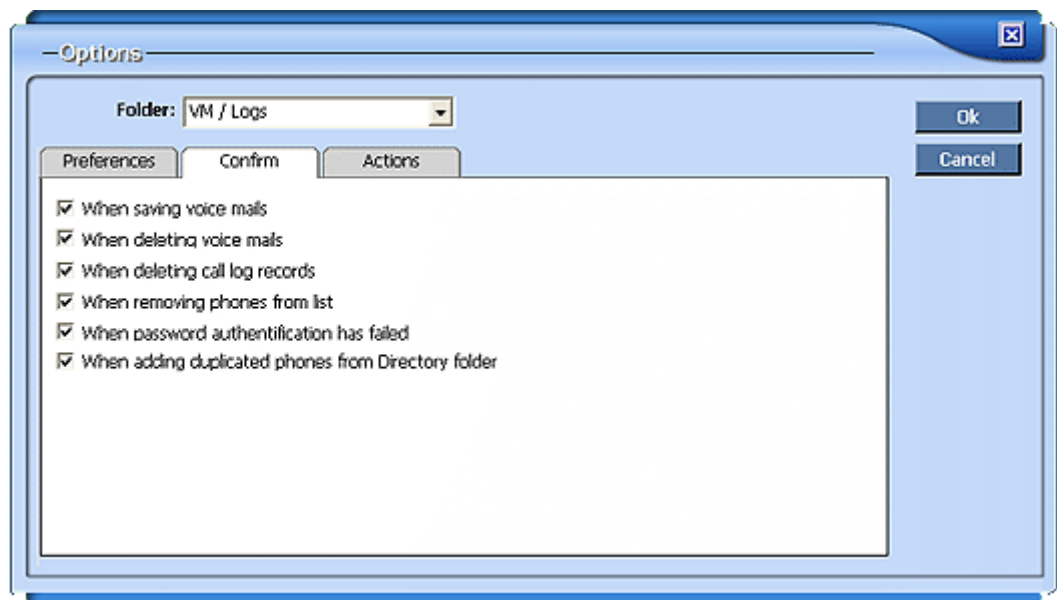 Options
Folder: VM / Logs
Ok
Preferences Confirm Actions
Cancel
When saving voice mails
When deleting voice mails
When deleting call log records
When removing phones from list
When password authentification has failed
When adding duplicated phones from Directory folder